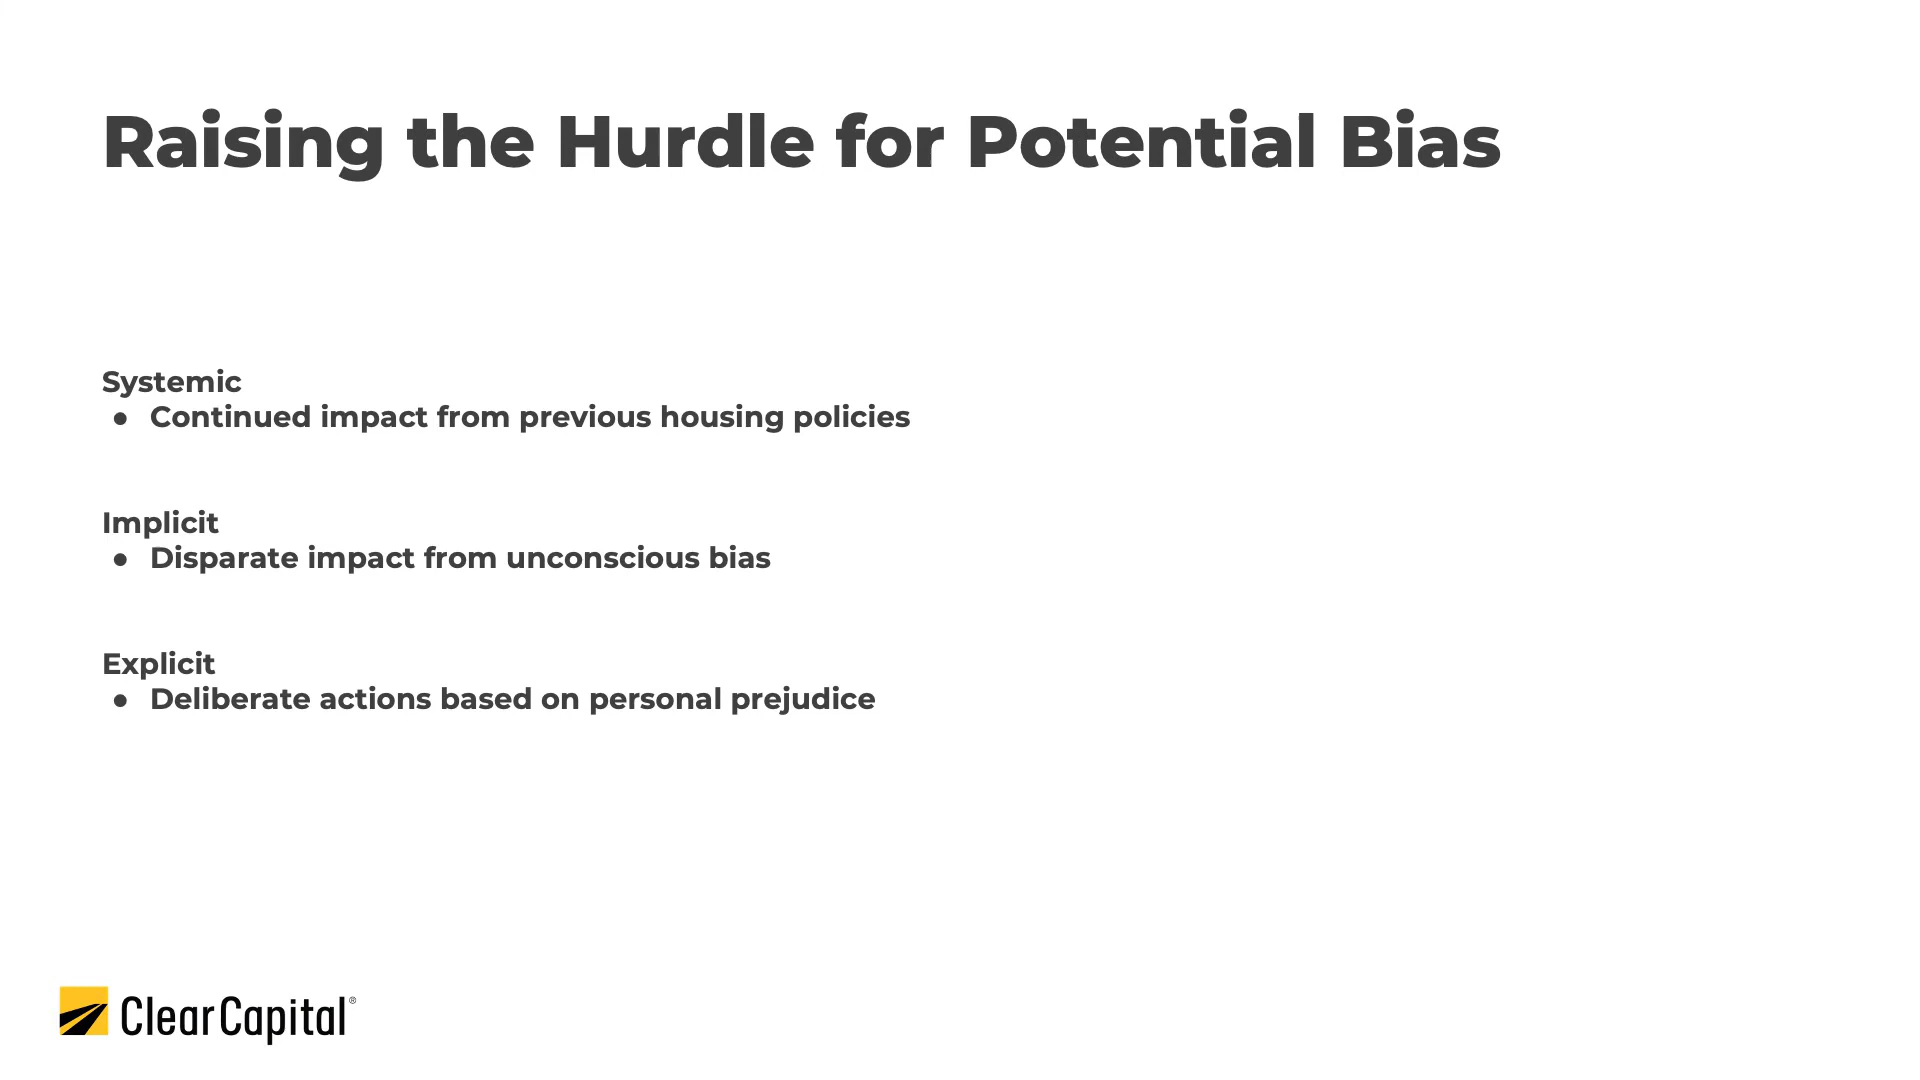 Raising the Hurdle for Potential Bias
Systemic
● Continued impact from previous housing policies
Implicit
● Disparate impact from unconscious bias
Explicit
● Deliberate actions based on personal prejudice
ClearCapital®